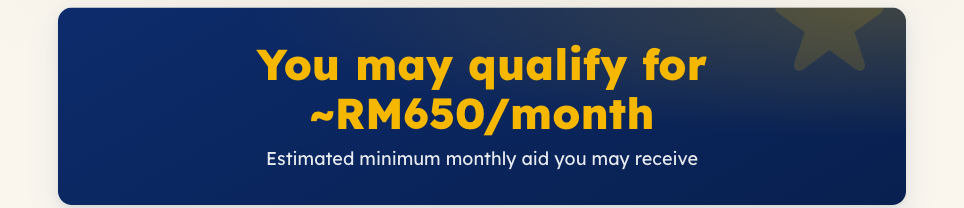 You may qualify for
~RM650/month
Estimated minimum monthly aid you may receive